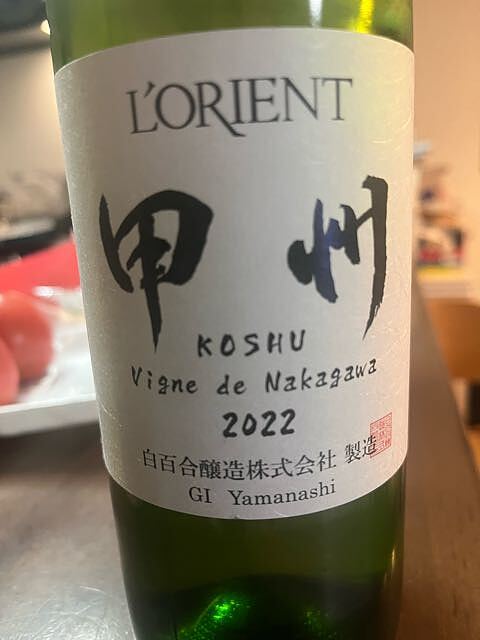 L'ORIENT
甲州
KOSHU
Vigne de Nakagawa
2022
白百合醸造株式会社 製造
GI Yamanashi